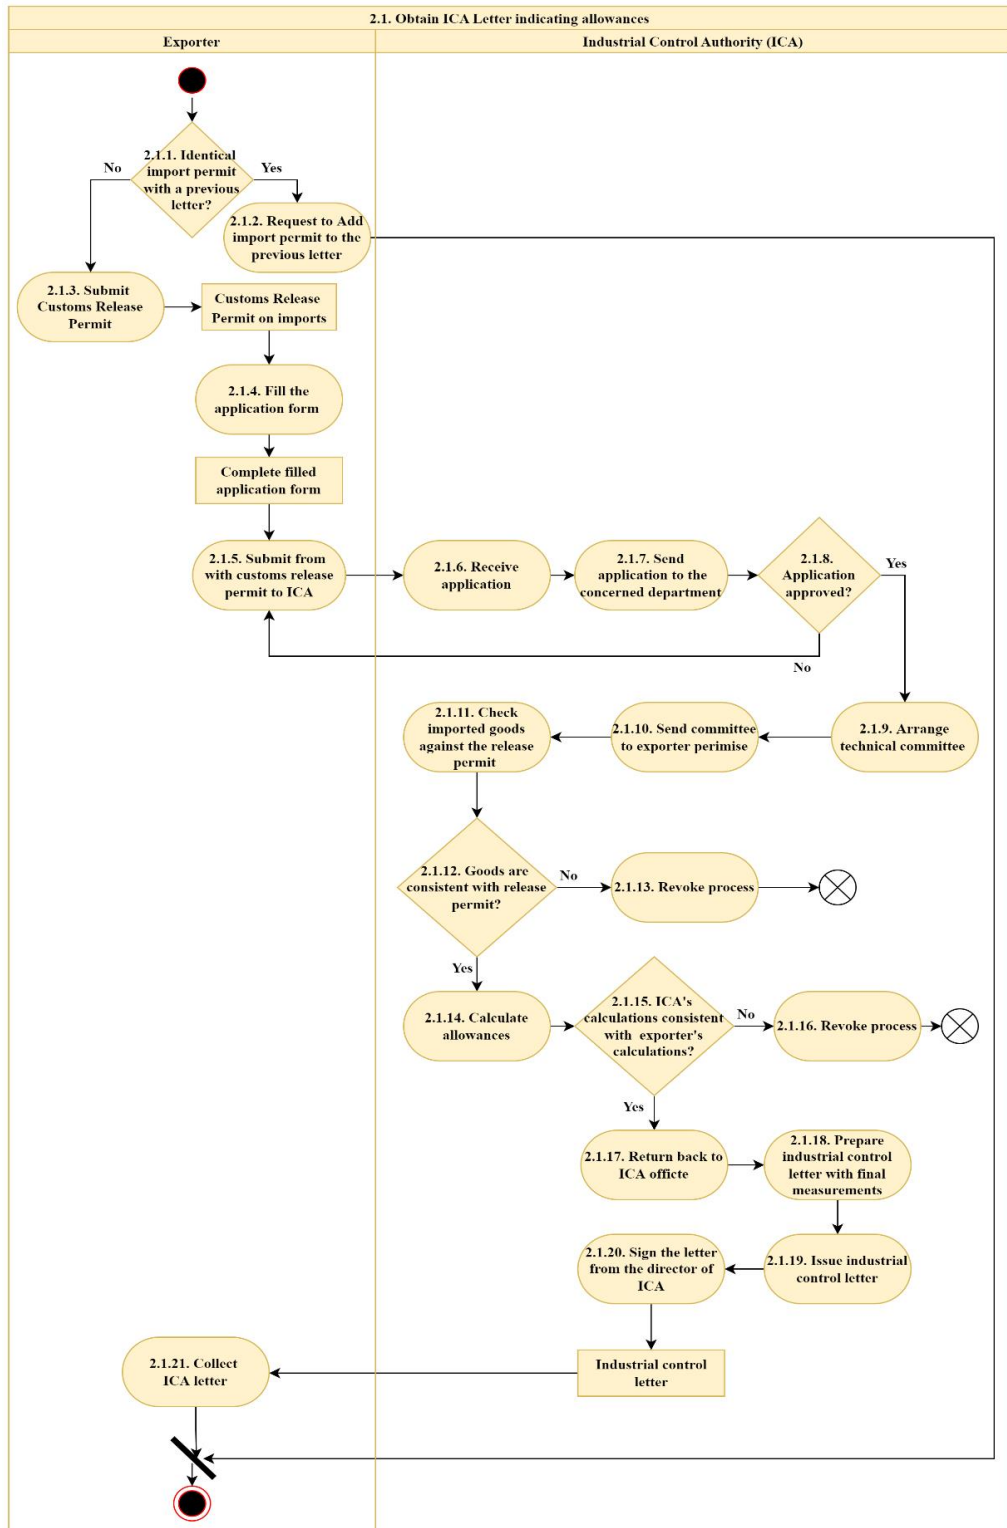 2.1. Obtain ICA Letter indicating allowances
Exporter
Industrial Control Authority (ICA)
2.1.1. Identical
import permit
with a previous
letter?
No
Yes
2.1.2. Request to Add
import permit to the
previous letter
2.1.3. Submit
Customs Release
Permit
Customs Release
Permit on imports
2.1.4. Fill the
application form
Complete filled
application form
2.1.5. Submit from
with customs release
permit to ICA
2.1.6. Receive
application
2.1.7. Send
application to the
concerned department
2.1.8.
Application
approved?
Yes
No
2.1.9. Arrange
technical committee
2.1.10. Send committee
to exporter perimise
2.1.11. Check
imported goods
against the release
permit
2.1.12. Goods are
consistent with release
permit?
No
2.1.13. Revoke process
Yes
2.1.14. Calculate
allowances
2.1.15. ICA's
calculations consistent
with exporter's
calculations?
No
2.1.16. Revoke process
Yes
2.1.17. Return back to
ICA officte
2.1.18. Prepare
industrial control
letter with final
measurements
2.1.19. Issue industrial
control letter
2.1.20. Sign the letter
from the director of
ICA
Industrial control
letter
2.1.21. Collect
ICA letter